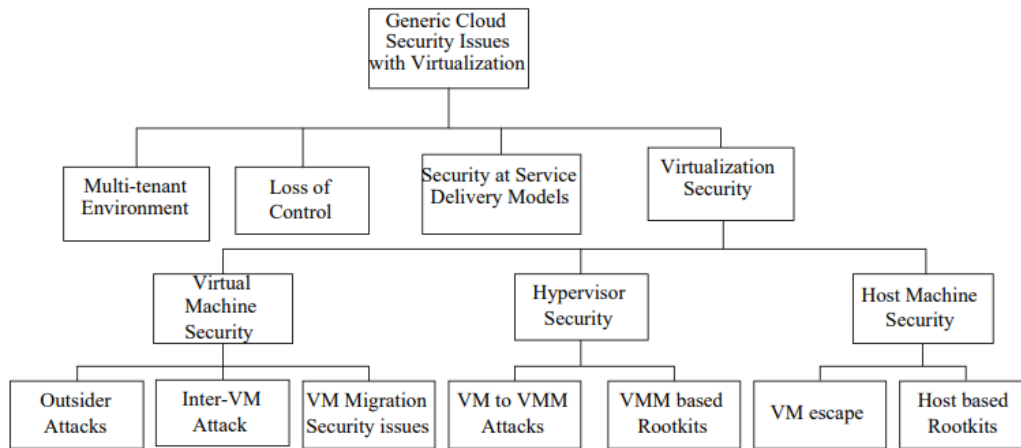 Generic Cloud
Security Issues
with Virtualization
Multi-tenant
Environment
Loss of
Control
Security at Service
Delivery Models
Virtualization
Security
Virtual
Machine
Security
Hypervisor
Security
Host Machine
Security
Outsider
Attacks
Inter-VM
Attack
VM Migration
Security issues
VM to VMM
Attacks
VMM based
Rootkits
VM escape
Host based
Rootkits